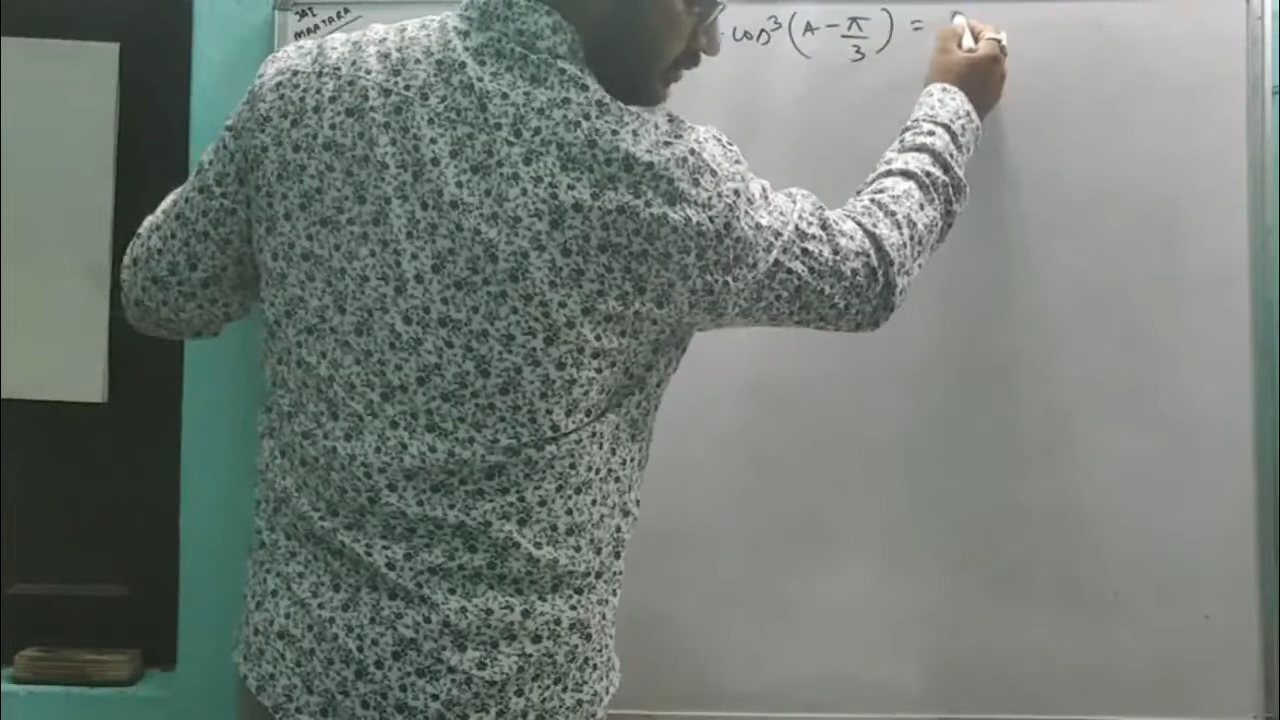 JAI
MAATARA
. cos³(A - π/3) =